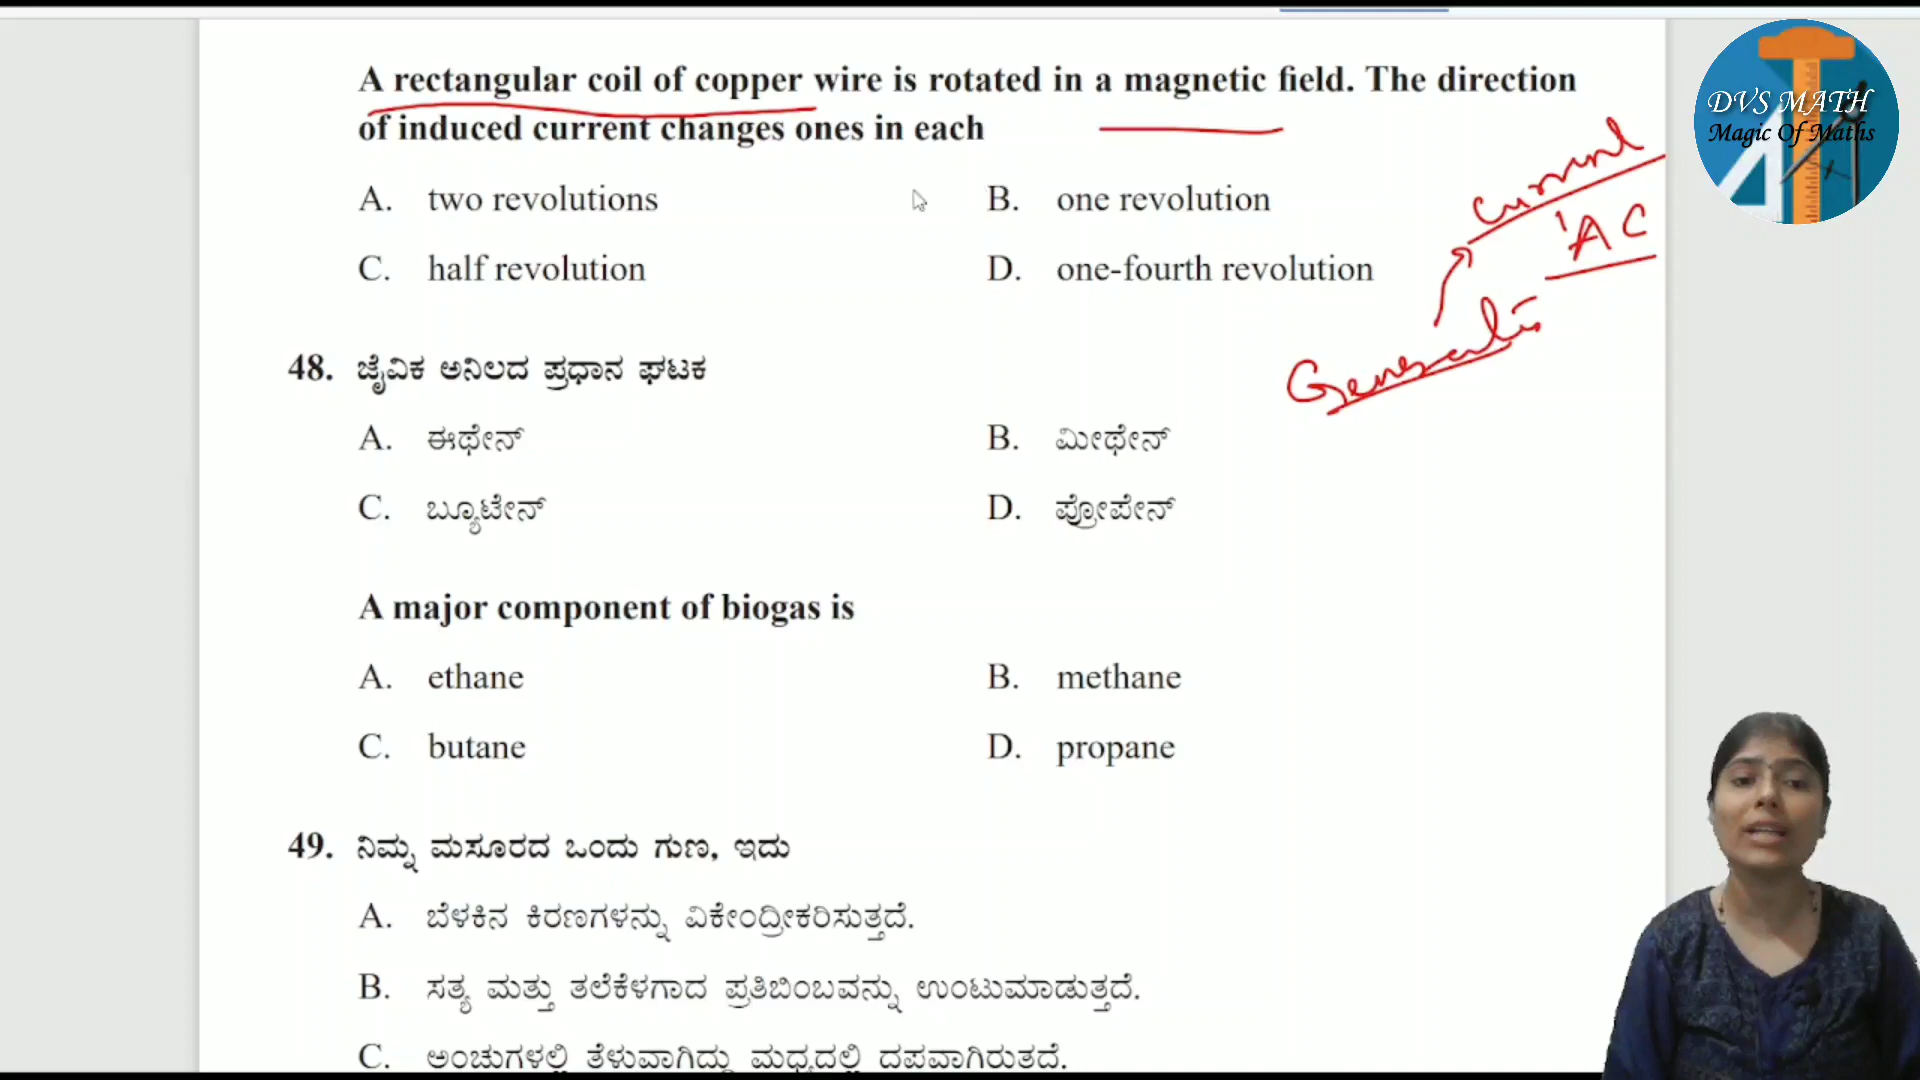 A rectangular coil of copper wire is rotated in a magnetic field. The direction
of induced current changes ones in each
A. two revolutions
B. one revolution
C. half revolution
D. one-fourth revolution
48. ಜೈವಿಕ ಅನಿಲದ ಪ್ರಧಾನ ಘಟಕ
A. ಈಥೇನ್
B. ಮೀಥೇನ್
C. ಬ್ಯೂಟೇನ್
D. ಪ್ರೋಪೇನ್
A major component of biogas is
A. ethane
B. methane
C. butane
D. propane
49. ನಿಮ್ನ ಮಸೂರದ ಒಂದು ಗುಣ, ಇದು
A. ಬೆಳಕಿನ ಕಿರಣಗಳನ್ನು ವಿಕೇಂದ್ರೀಕರಿಸುತ್ತದೆ.
B. ಸತ್ಯ ಮತ್ತು ತಲೆಕೆಳಗಾದ ಪ್ರತಿಬಿಂಬವನ್ನು ಉಂಟುಮಾಡುತ್ತದೆ.
C. ಅಂಚುಗಳಲ್ಲಿ ತೆಳುವಾಗಿದ್ದು ಮಧ್ಯದಲ್ಲಿ ದಪ್ಪವಾಗಿರುತ್ತದೆ.
current
AC
DVS MATH
Magic Of Maths